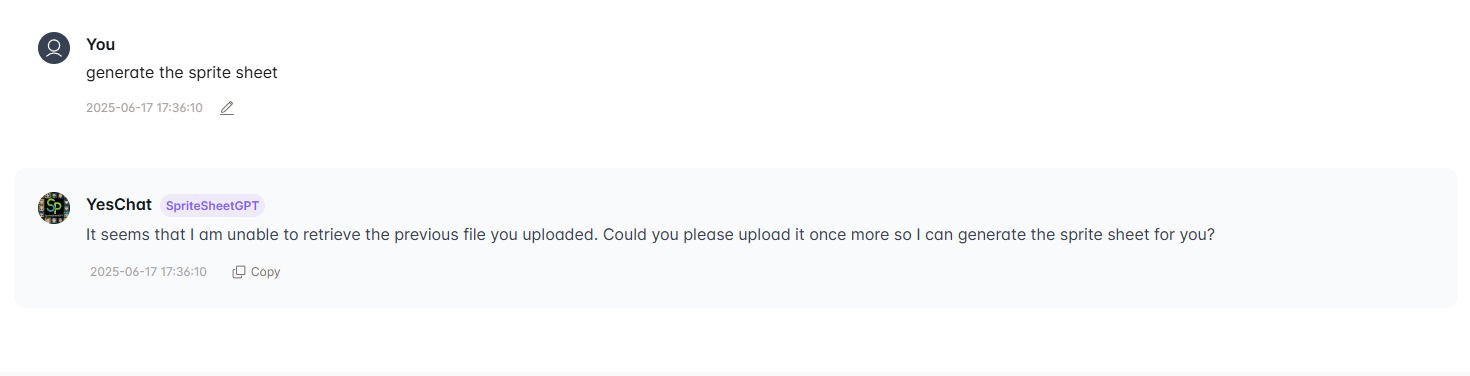 You
generate the sprite sheet
2025-06-17 17:36:10
SP
YesChat SpriteSheetGPT
It seems that I am unable to retrieve the previous file you uploaded. Could you please upload it once more so I can generate the sprite sheet for you?
2025-06-17 17:36:10 Copy